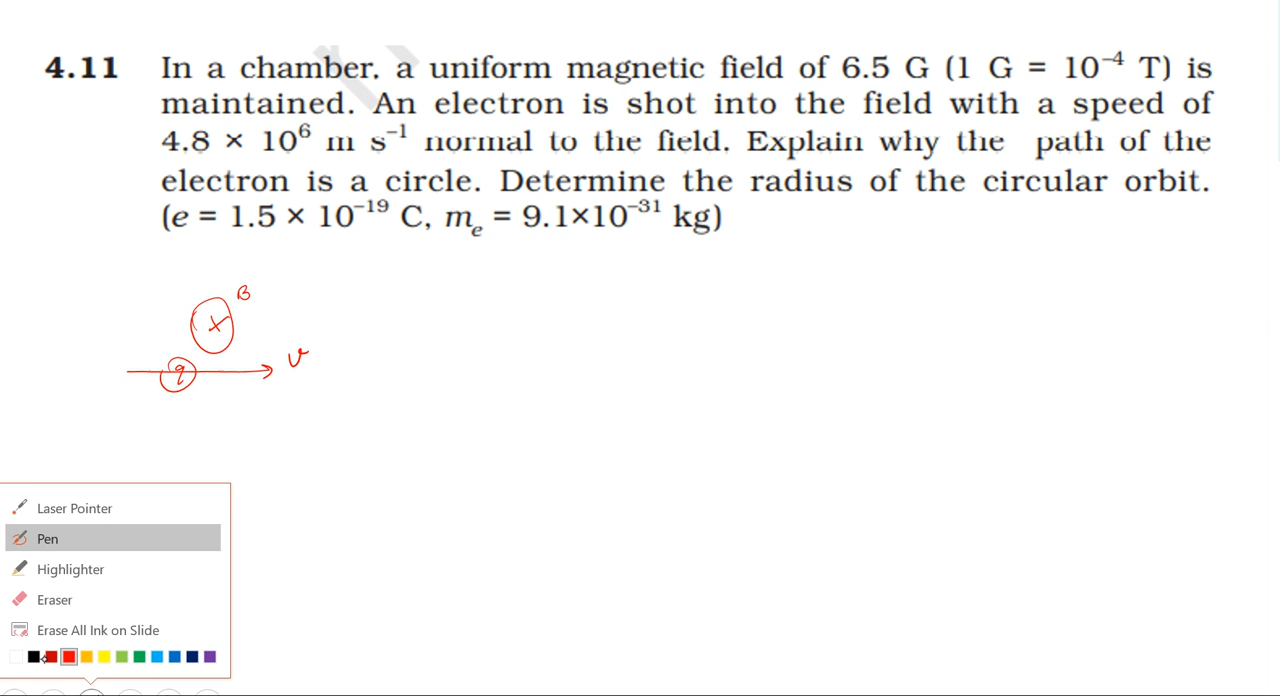 4.11 In a chamber, a uniform magnetic field of 6.5 G (1 G = 10⁻⁴ T) is
maintained. An electron is shot into the field with a speed of
4.8 × 10⁶ m s⁻¹ normal to the field. Explain why the path of the
electron is a circle. Determine the radius of the circular orbit.
(e = 1.5 × 10⁻¹⁹ C, mₑ = 9.1×10⁻³¹ kg)
B
+
q
v
Laser Pointer
Pen
Highlighter
Eraser
Erase All Ink on Slide